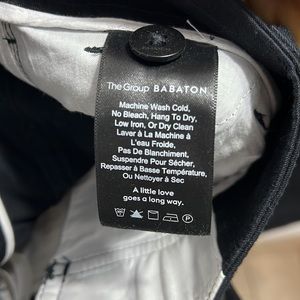 The Group BABATON
Machine Wash Cold,
No Bleach, Hang To Dry,
Low Iron, Or Dry Clean
Laver à La Machine à
L'eau Froide,
Pas De Blanchiment,
Suspendre Pour Sécher,
Repasser à Basse Température,
Ou Nettoyer à Sec
A little love
goes a long way.
P